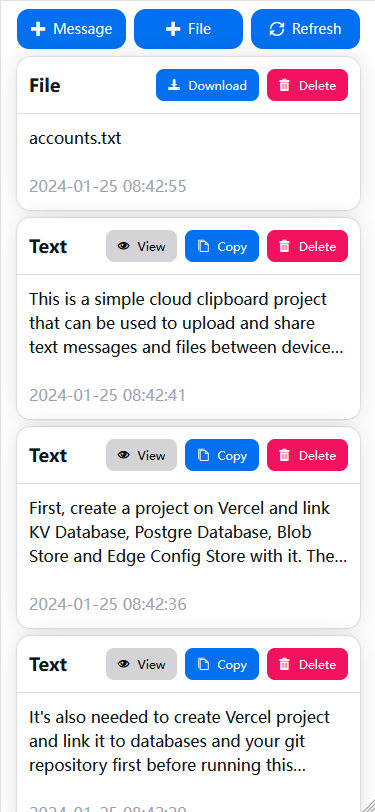 Message File Refresh
File Download Delete
accounts.txt
2024-01-25 08:42:55
Text View Copy Delete
This is a simple cloud clipboard project
that can be used to upload and share
text messages and files between device...
2024-01-25 08:42:41
Text View Copy Delete
First, create a project on Vercel and link
KV Database, Postgre Database, Blob
Store and Edge Config Store with it. The...
2024-01-25 08:42:36
Text View Copy Delete
It's also needed to create Vercel project
and link it to databases and your git
repository first before running this...